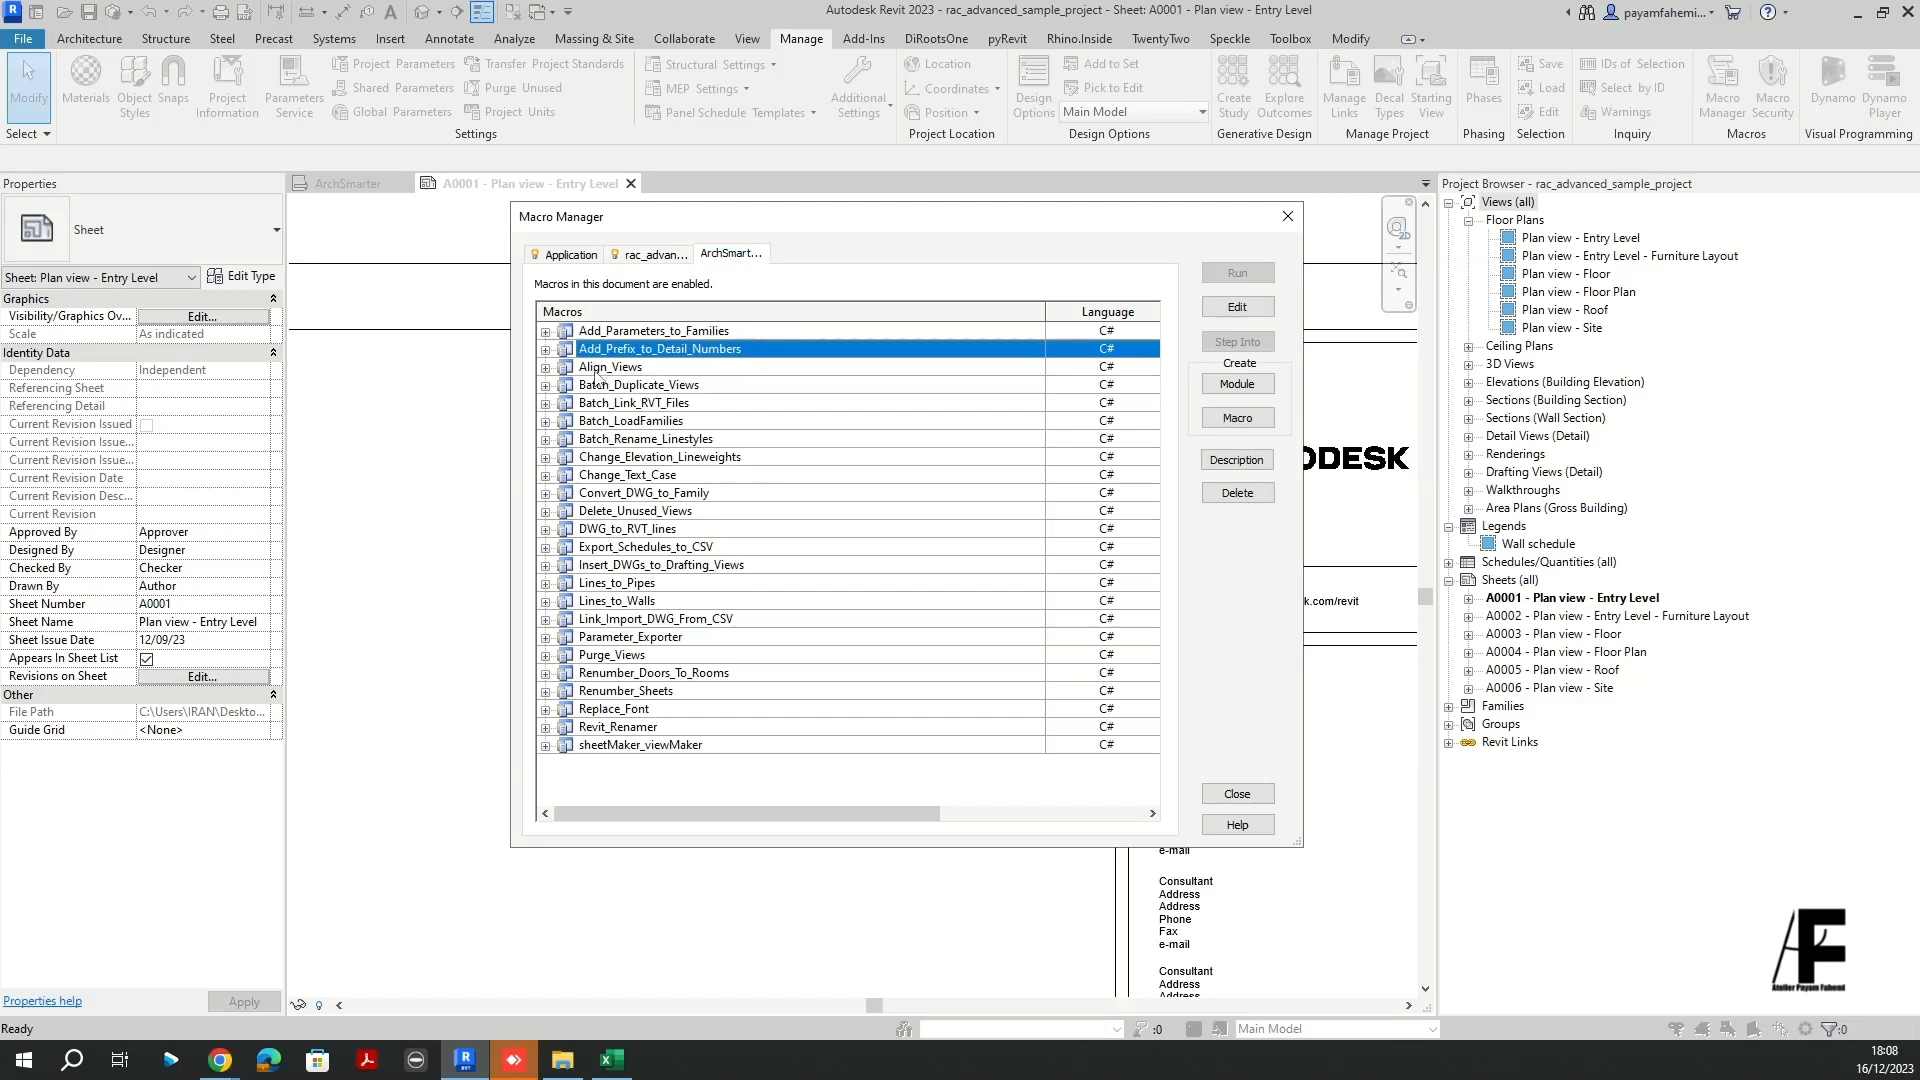 Autodesk Revit 2023 - rac_advanced_sample_project - Sheet: A0001 - Plan view - Entry Level
payamfahemi...
File Architecture Structure Steel Precast Systems Insert Annotate Analyze Massing & Site Collaborate View Manage Add-Ins DiRootsOne pyRevit Rhino.Inside TwentyTwo Speckle Toolbox Modify
Modify
Materials
Object Styles
Snaps
Project Information
Parameters Service
Project Parameters
Shared Parameters
Global Parameters
Transfer Project Standards
Purge Unused
Project Units
Structural Settings
MEP Settings
Panel Schedule Templates
Additional Settings
Location
Coordinates
Position
Design Options
Add to Set
Pick to Edit
Main Model
Create Study
Explore Outcomes
Manage Links
Decal Types
Starting View
Phases
Save
Load
Edit
IDs of Selection
Select by ID
Warnings
Macro Manager
Macro Security
Dynamo
Dynamo Player
Select Settings Project Location Design Options Generative Design Manage Project Phasing Selection Inquiry Macros Visual Programming
Properties
Sheet
Sheet: Plan view - Entry Level
Edit Type
Graphics
Visibility/Graphics Ov... Edit...
Scale As indicated
Identity Data
Dependency Independent
Referencing Sheet
Referencing Detail
Current Revision Issued
Current Revision Issue...
Current Revision Issue...
Current Revision Date
Current Revision Desc...
Current Revision
Approved By Approver
Designed By Designer
Checked By Checker
Drawn By Author
Sheet Number A0001
Sheet Name Plan view - Entry Level
Sheet Issue Date 12/09/23
Appears In Sheet List
Revisions on Sheet Edit...
Other
File Path C:\Users\IRAN\Deskto...
Guide Grid <None>
Properties help
Apply
ArchSmarter
A0001 - Plan view - Entry Level
Macro Manager
Application rac_advan... ArchSmart...
Macros in this document are enabled.
Macros Language
Add_Parameters_to_Families C#
Add_Prefix_to_Detail_Numbers C#
Align_Views C#
Batch_Duplicate_Views C#
Batch_Link_RVT_Files C#
Batch_LoadFamilies C#
Batch_Rename_Linestyles C#
Change_Elevation_Lineweights C#
Change_Text_Case C#
Convert_DWG_to_Family C#
Delete_Unused_Views C#
DWG_to_RVT_lines C#
Export_Schedules_to_CSV C#
Insert_DWGs_to_Drafting_Views C#
Lines_to_Pipes C#
Lines_to_Walls C#
Link_Import_DWG_From_CSV C#
Parameter_Exporter C#
Purge_Views C#
Renumber_Doors_To_Rooms C#
Renumber_Sheets C#
Replace_Font C#
Revit_Renamer C#
sheetMaker_viewMaker C#
Run
Edit
Step Into
Create
Module
Macro
Description
Delete
Close
Help
2D
ODESK
k.com/revit
e-mail
Consultant
Address
Address
Phone
Fax
e-mail
Consultant
Address
Address
Project Browser - rac_advanced_sample_project
Views (all)
Floor Plans
Plan view - Entry Level
Plan view - Entry Level - Furniture Layout
Plan view - Floor
Plan view - Floor Plan
Plan view - Roof
Plan view - Site
Ceiling Plans
3D Views
Elevations (Building Elevation)
Sections (Building Section)
Sections (Wall Section)
Detail Views (Detail)
Renderings
Drafting Views (Detail)
Walkthroughs
Area Plans (Gross Building)
Legends
Wall schedule
Schedules/Quantities (all)
Sheets (all)
A0001 - Plan view - Entry Level
A0002 - Plan view - Entry Level - Furniture Layout
A0003 - Plan view - Floor
A0004 - Plan view - Floor Plan
A0005 - Plan view - Roof
A0006 - Plan view - Site
Families
Groups
Revit Links
AF
Atelier Payam Fahemi
Ready
:0
Main Model
:0
18:08
16/12/2023